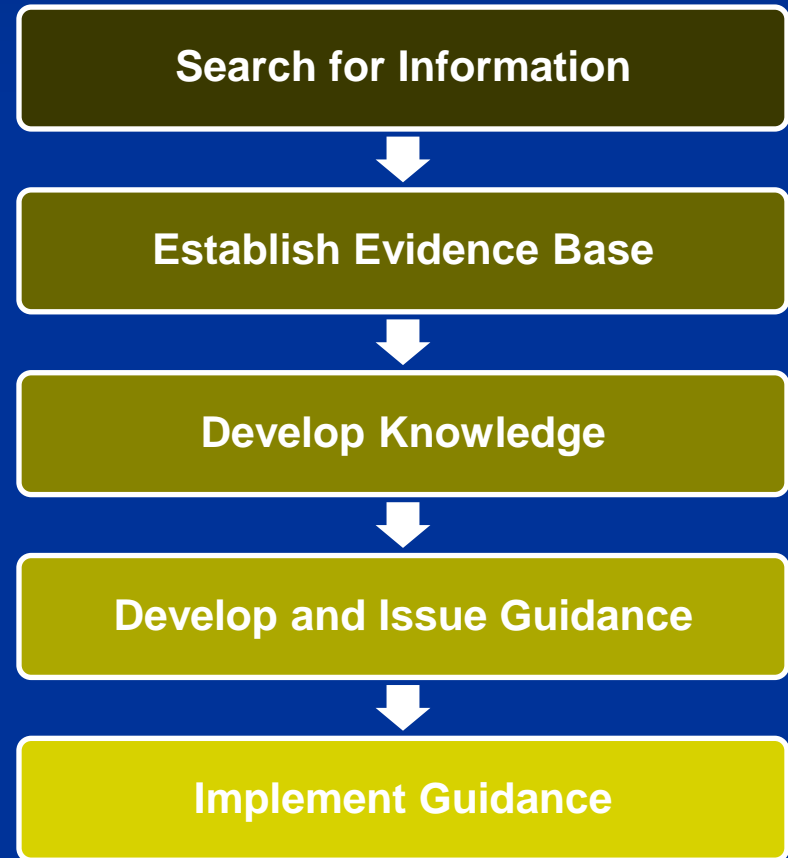 Search for Information
Establish Evidence Base
Develop Knowledge
Develop and Issue Guidance
Implement Guidance